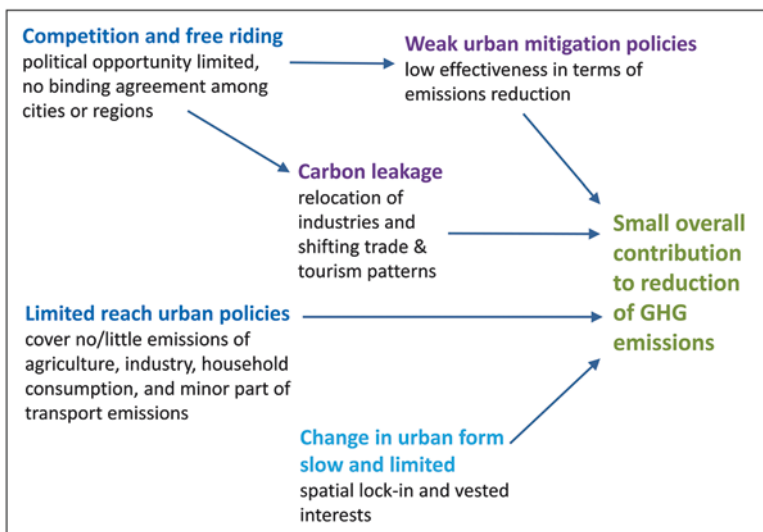 Competition and free riding
political opportunity limited,
no binding agreement among
cities or regions
Weak urban mitigation policies
low effectiveness in terms of
emissions reduction
Carbon leakage
relocation of
industries and
shifting trade &
tourism patterns
Small overall
contribution
to reduction
of GHG
emissions
Limited reach urban policies
cover no/little emissions of
agriculture, industry, household
consumption, and minor part of
transport emissions
Change in urban form
slow and limited
spatial lock-in and vested
interests